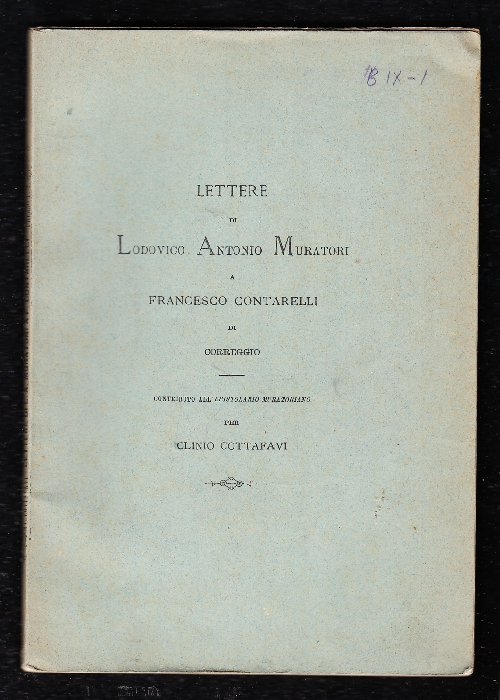 B IX-1
LETTERE
DI
LODOVICO ANTONIO MURATORI
A
FRANCESCO CONTARELLI
DI
CORREGGIO
CONTRIBUTO ALL'EPISTOLARIO MURATORIANO
PER
CLINIO COTTAFAVI